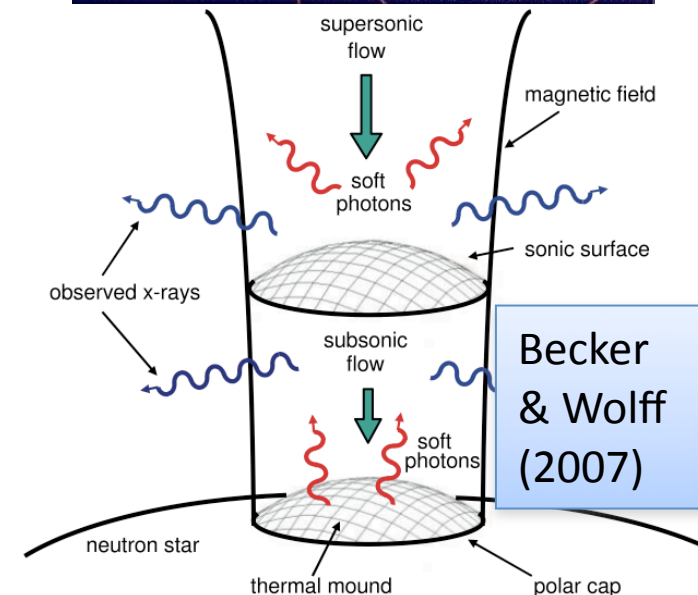 supersonic
flow
magnetic field
soft
photons
sonic surface
observed x-rays
subsonic
flow
Becker
& Wolff
(2007)
soft
photons
neutron star
thermal mound
polar cap